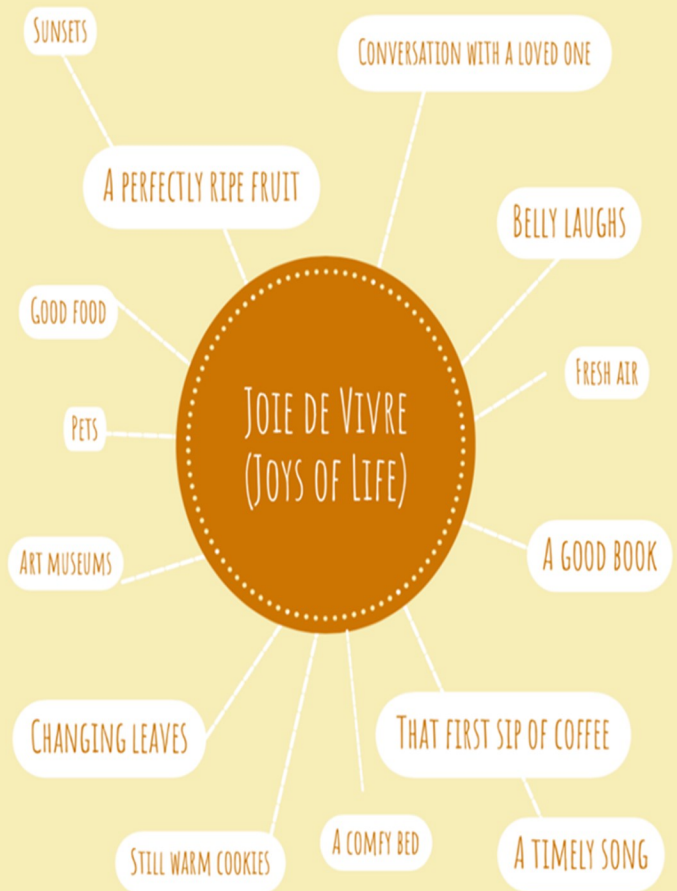 Sunsets
Conversation with a loved one
A perfectly ripe fruit
Belly laughs
Good food
Fresh air
Pets
Joie de Vivre
(Joys of Life)
Art museums
A good book
Changing leaves
That first sip of coffee
Still warm cookies
A comfy bed
A timely song